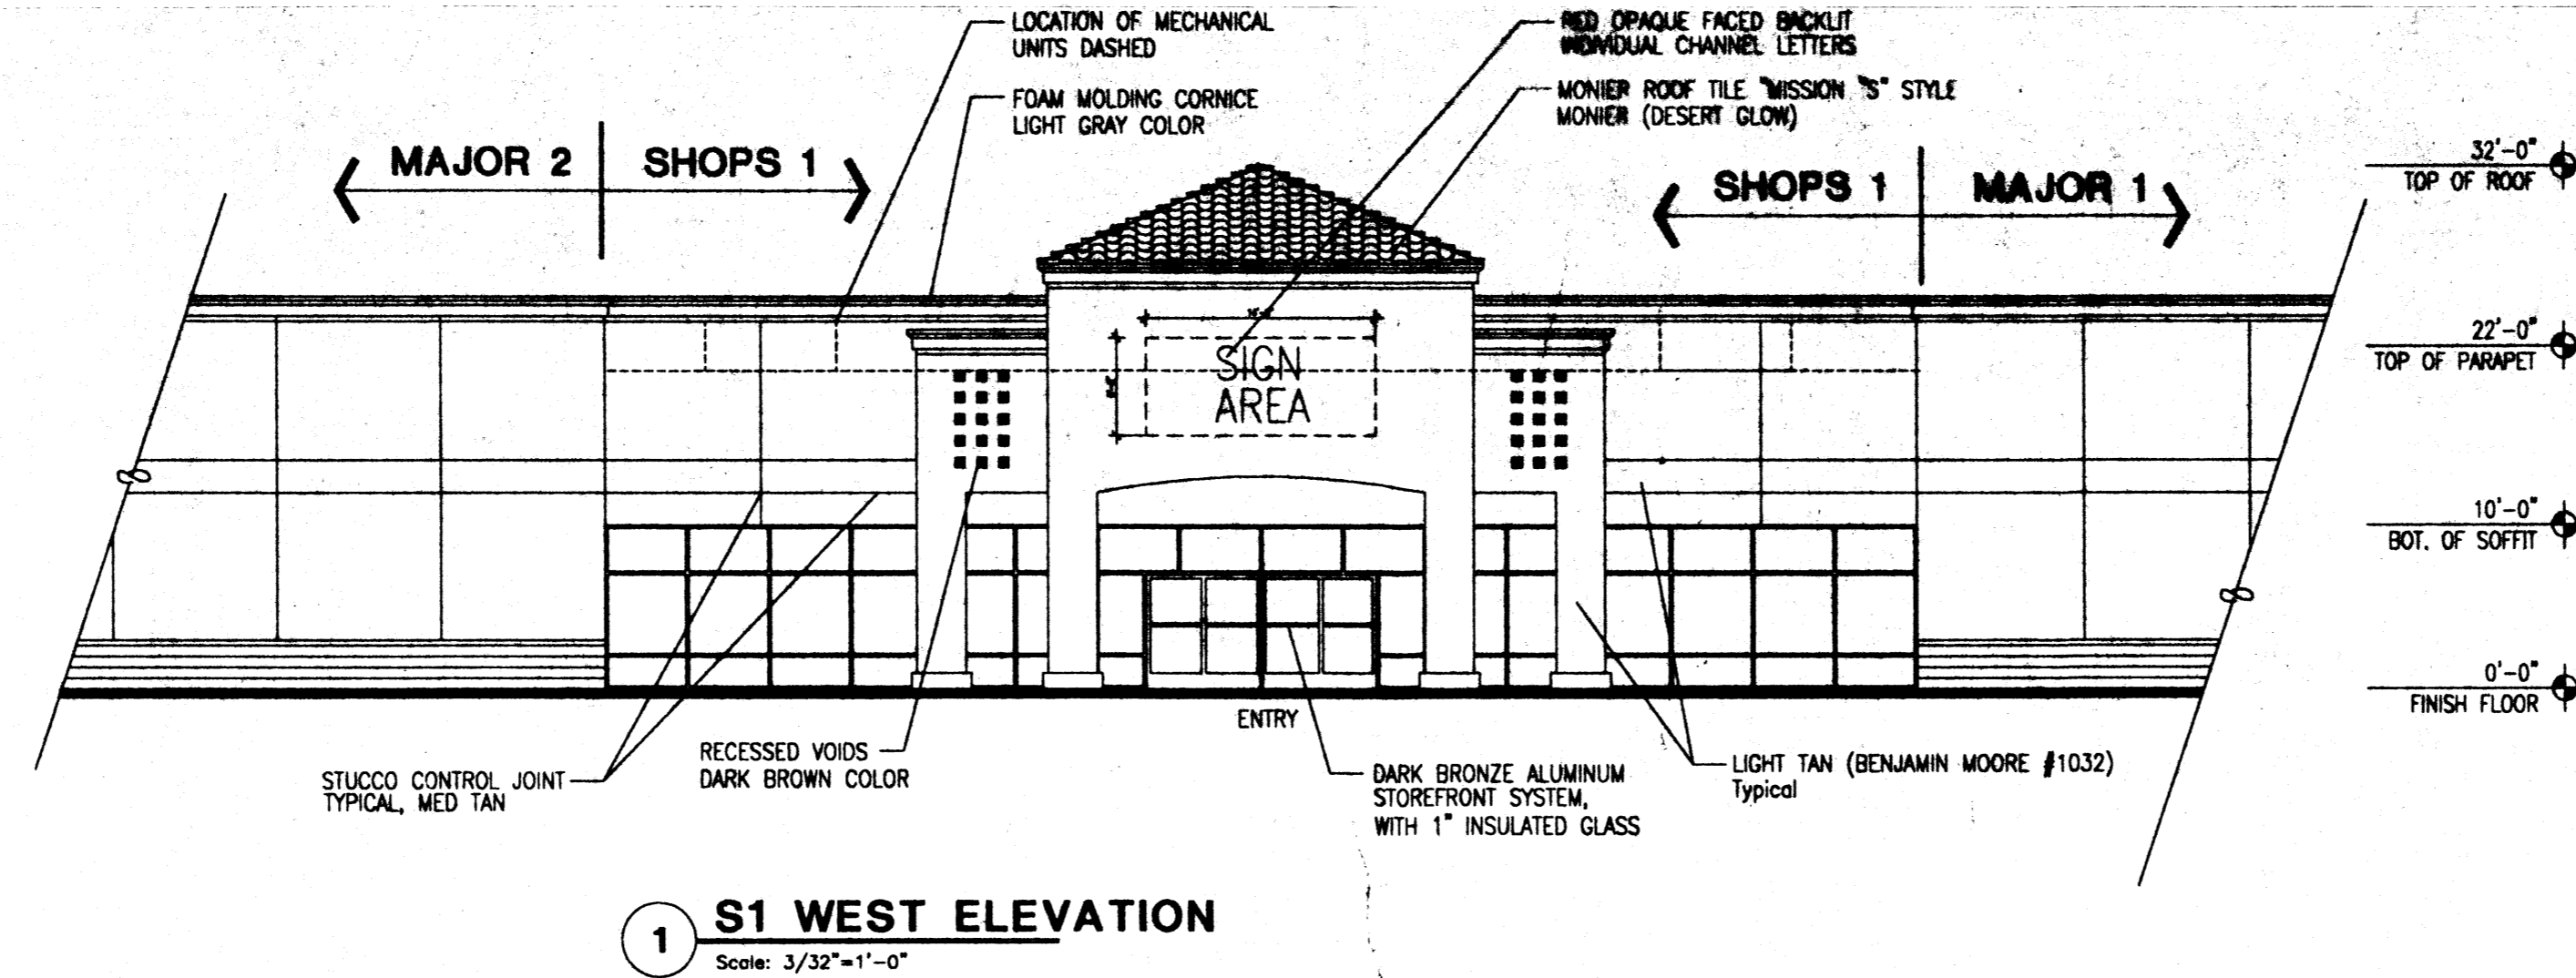 LOCATION OF MECHANICAL
UNITS DASHED
RED OPAQUE FACED BACKLIT
INDIVIDUAL CHANNEL LETTERS
FOAM MOLDING CORNICE
LIGHT GRAY COLOR
MONIER ROOF TILE "MISSION "S" STYLE
MONIER (DESERT GLOW)
MAJOR 2
SHOPS 1
SHOPS 1
MAJOR 1
32'-0"
TOP OF ROOF
22'-0"
TOP OF PARAPET
SIGN
AREA
10'-0"
BOT. OF SOFFIT
0'-0"
FINISH FLOOR
ENTRY
STUCCO CONTROL JOINT
TYPICAL, MED TAN
RECESSED VOIDS
DARK BROWN COLOR
DARK BRONZE ALUMINUM
STOREFRONT SYSTEM,
WITH 1" INSULATED GLASS
LIGHT TAN (BENJAMIN MOORE #1032)
Typical
1
S1 WEST ELEVATION
Scale: 3/32"=1'-0"